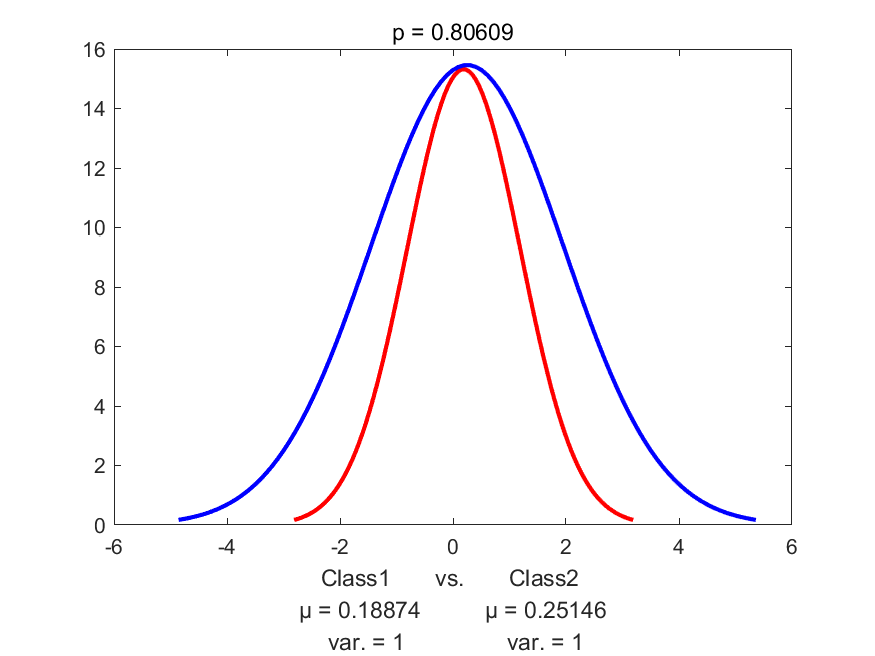 p = 0.80609
16
14
12
10
8
6
4
2
0
-6 -4 -2 0 2 4 6
Class1 vs. Class2
μ = 0.18874 μ = 0.25146
var. = 1 var. = 1